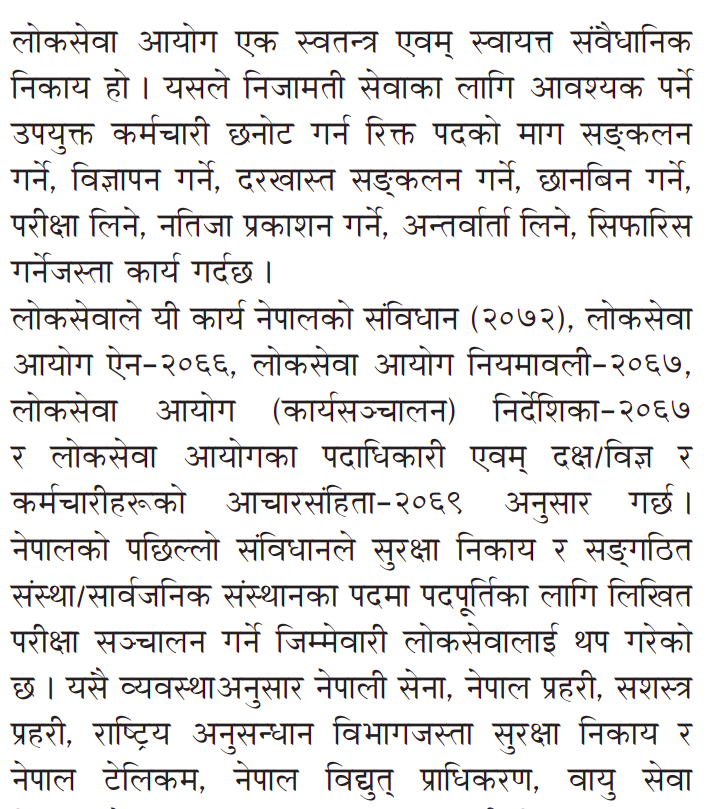 लोकसेवा आयोग एक स्वतन्त्र एवम् स्वायत्त संवैधानिक
निकाय हो । यसले निजामती सेवाका लागि आवश्यक पर्ने
उपयुक्त कर्मचारी छनोट गर्न रिक्त पदको माग सङ्कलन
गर्ने, विज्ञापन गर्ने, दरखास्त सङ्कलन गर्ने, छानबिन गर्ने,
परीक्षा लिने, नतिजा प्रकाशन गर्ने, अन्तर्वार्ता लिने, सिफारिस
गर्नेजस्ता कार्य गर्दछ ।
लोकसेवाले यी कार्य नेपालको संविधान (२०७२), लोकसेवा
आयोग ऐन–२०६६, लोकसेवा आयोग नियमावली–२०६७,
लोकसेवा आयोग (कार्यसञ्चालन) निर्देशिका–२०६७
र लोकसेवा आयोगका पदाधिकारी एवम् दक्ष/विज्ञ र
कर्मचारीहरूको आचारसंहिता–२०६९ अनुसार गर्छ ।
नेपालको पछिल्लो संविधानले सुरक्षा निकाय र सङ्गठित
संस्था/सार्वजनिक संस्थानका पदमा पदपूर्तिका लागि लिखित
परीक्षा सञ्चालन गर्ने जिम्मेवारी लोकसेवालाई थप गरेको
छ । यसै व्यवस्थाअनुसार नेपाली सेना, नेपाल प्रहरी, सशस्त्र
प्रहरी, राष्ट्रिय अनुसन्धान विभागजस्ता सुरक्षा निकाय र
नेपाल टेलिकम, नेपाल विद्युत् प्राधिकरण, वायु सेवा